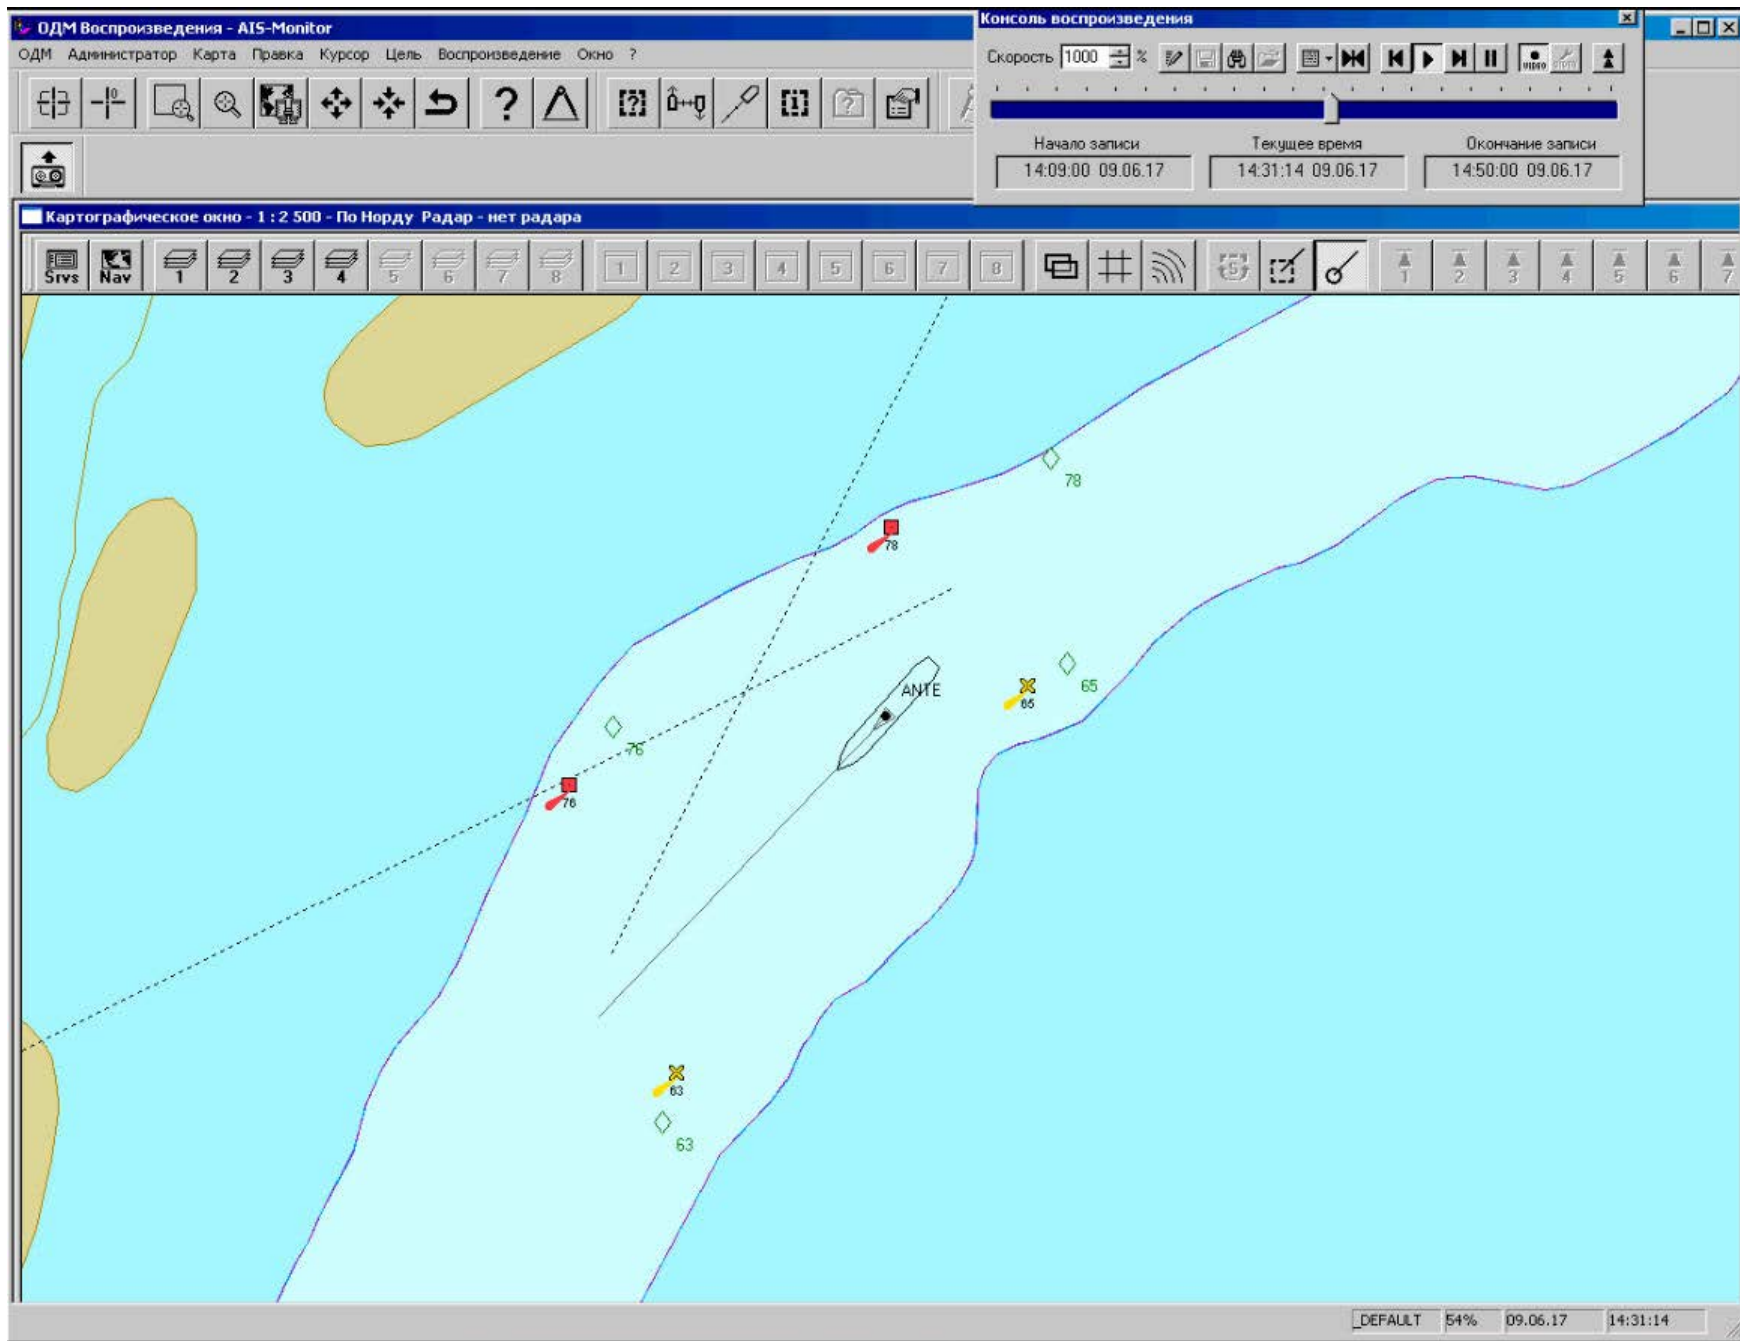 ОДМ Воспроизведения - AIS-Monitor
Консоль воспроизведения
ОДМ Администратор Карта Правка Курсор Цель Воспроизведение Окно ?
Скорость 1000 %
VIDEO
Начало записи Текущее время Окончание записи
14:09:00 09.06.17 14:31:14 09.06.17 14:50:00 09.06.17
Картографическое окно - 1 : 2 500 - По Норду Радар - нет радара
Srvs Nav 1 2 3 4 5 6 7 8 1 2 3 4 5 6 7 8 5 1 2 3 4 5 6 7
78
78
65
ANTE
65
76
76
63
63
_DEFAULT 54% 09.06.17 14:31:14